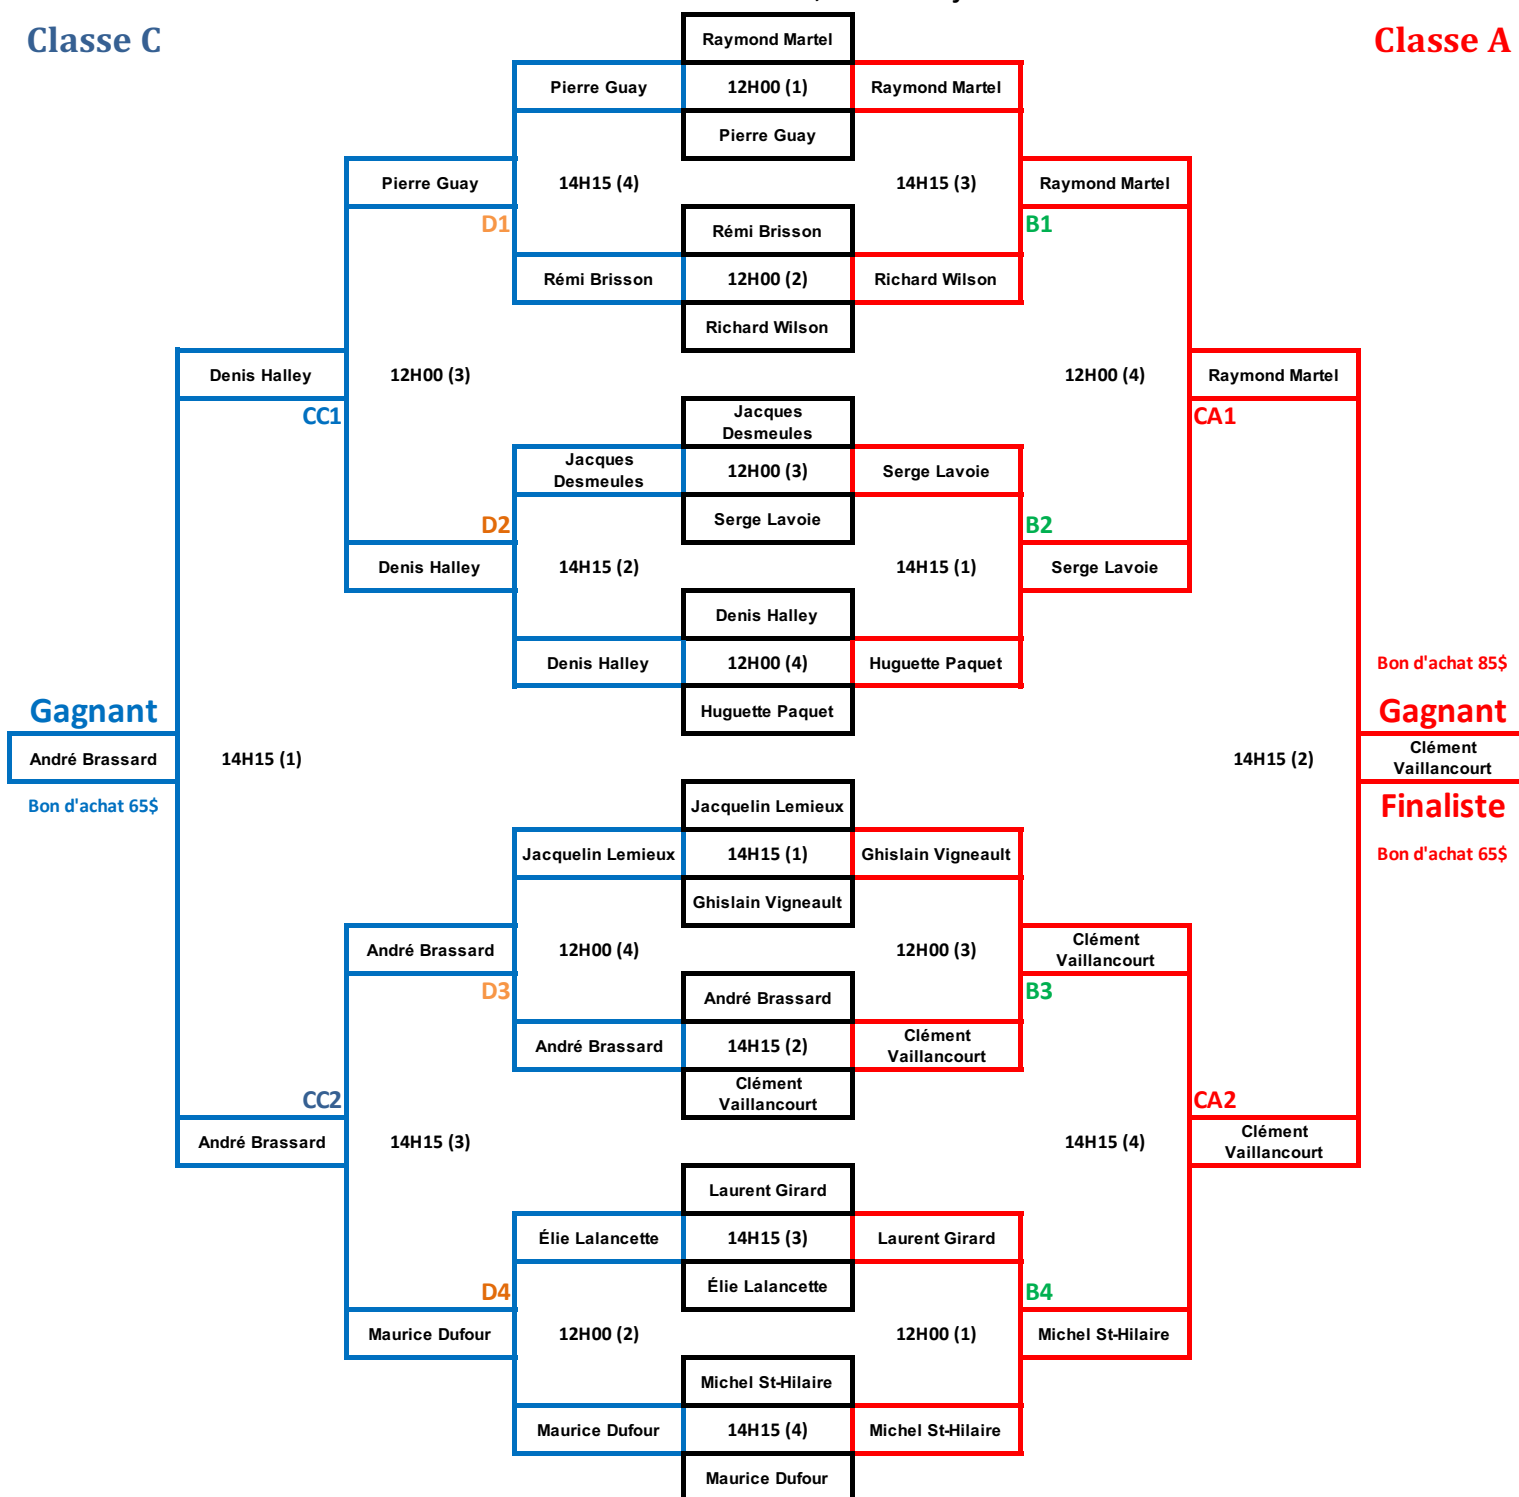 Classe C
Raymond Martel
Classe A
Pierre Guay
12H00 (1)
Raymond Martel
Pierre Guay
Pierre Guay
14H15 (4)
14H15 (3)
Raymond Martel
D1
Rémi Brisson
B1
Rémi Brisson
12H00 (2)
Richard Wilson
Richard Wilson
Denis Halley
12H00 (3)
12H00 (4)
Raymond Martel
CC1
Jacques
Desmeules
CA1
Jacques
Desmeules
12H00 (3)
Serge Lavoie
D2
Serge Lavoie
B2
Denis Halley
14H15 (2)
14H15 (1)
Serge Lavoie
Denis Halley
Denis Halley
12H00 (4)
Huguette Paquet
Bon d'achat 85$
Gagnant
Huguette Paquet
Gagnant
André Brassard
14H15 (1)
14H15 (2)
Clément
Vaillancourt
Bon d'achat 65$
Jacquelin Lemieux
Finaliste
Jacquelin Lemieux
14H15 (1)
Ghislain Vigneault
Bon d'achat 65$
Ghislain Vigneault
André Brassard
12H00 (4)
12H00 (3)
Clément
Vaillancourt
D3
André Brassard
B3
André Brassard
14H15 (2)
Clément
Vaillancourt
CC2
Clément
Vaillancourt
CA2
André Brassard
14H15 (3)
14H15 (4)
Clément
Vaillancourt
Laurent Girard
Élie Lalancette
14H15 (3)
Laurent Girard
D4
Élie Lalancette
B4
Maurice Dufour
12H00 (2)
12H00 (1)
Michel St-Hilaire
Michel St-Hilaire
Maurice Dufour
14H15 (4)
Michel St-Hilaire
Maurice Dufour